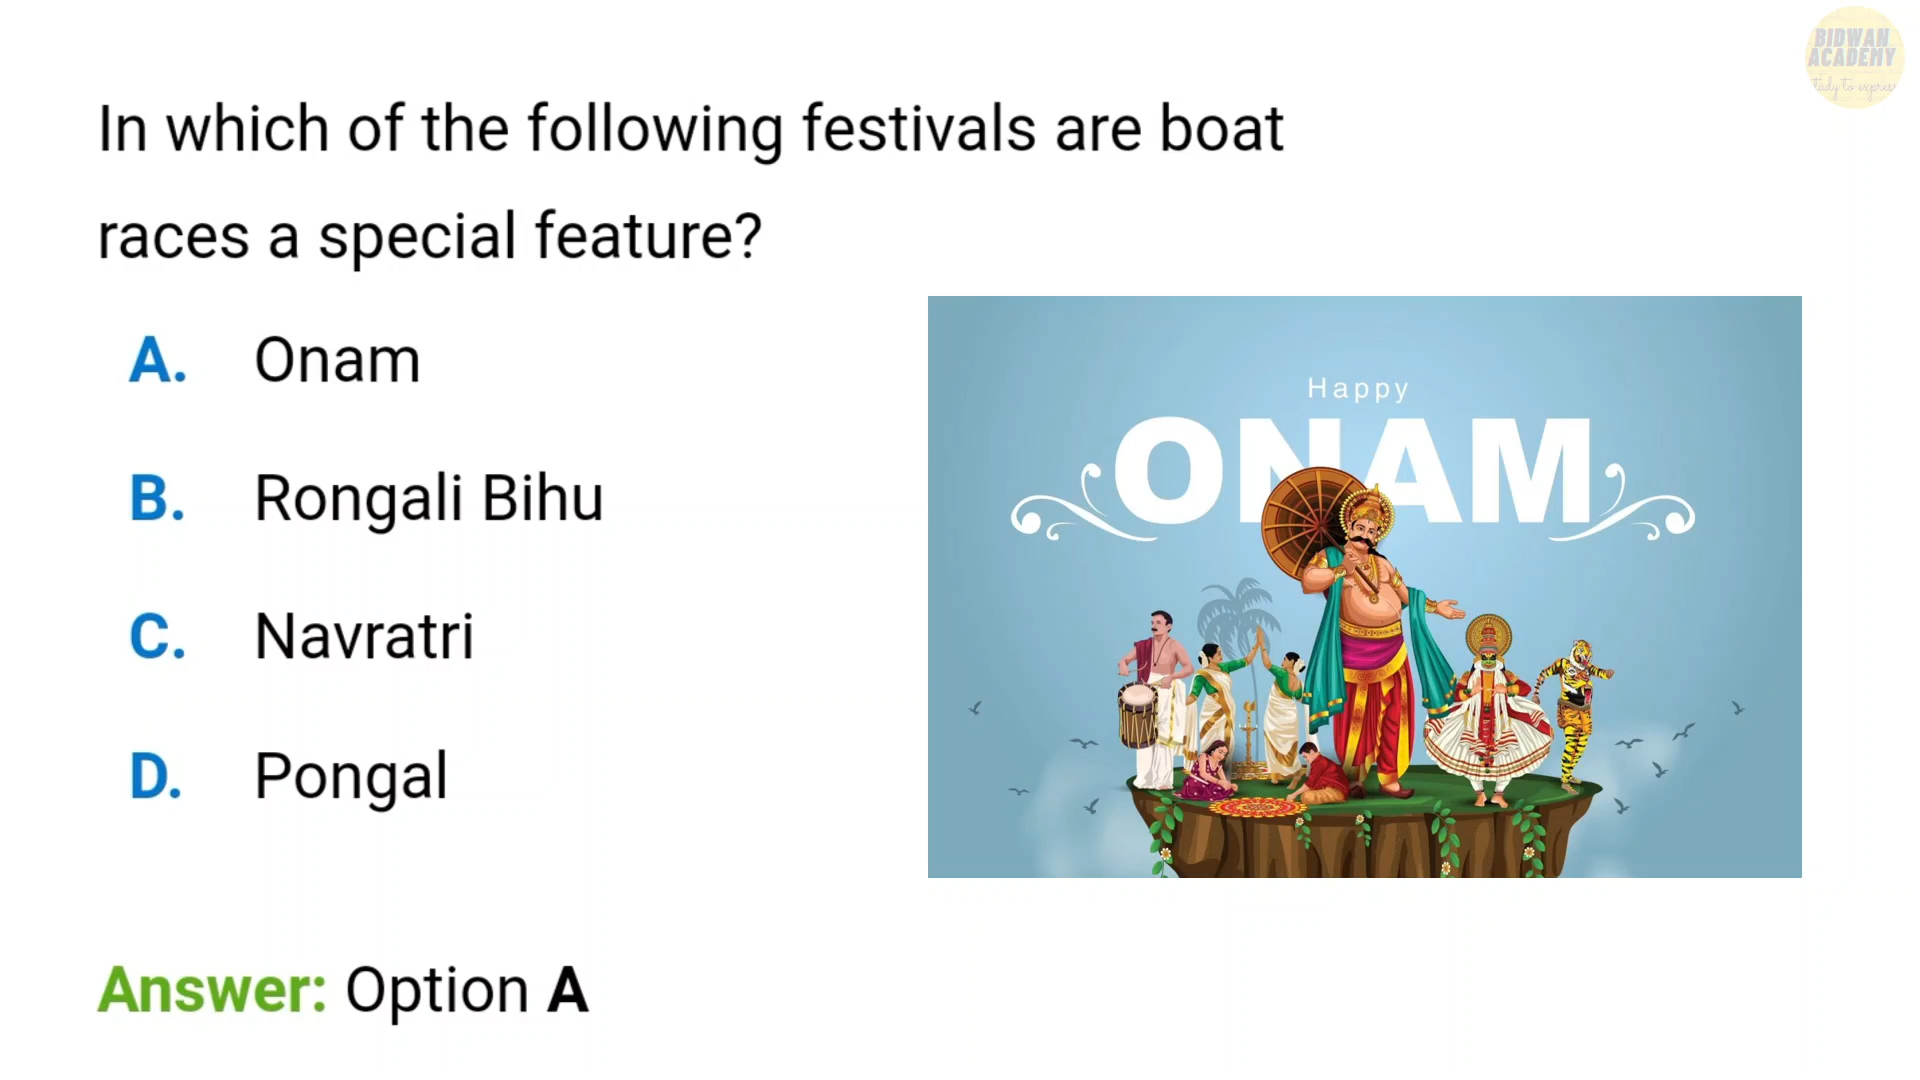 BIDWAN
ACADEMY
In which of the following festivals are boat
races a special feature?
A. Onam
B. Rongali Bihu
C. Navratri
D. Pongal
Happy
ONAM
Answer: Option A